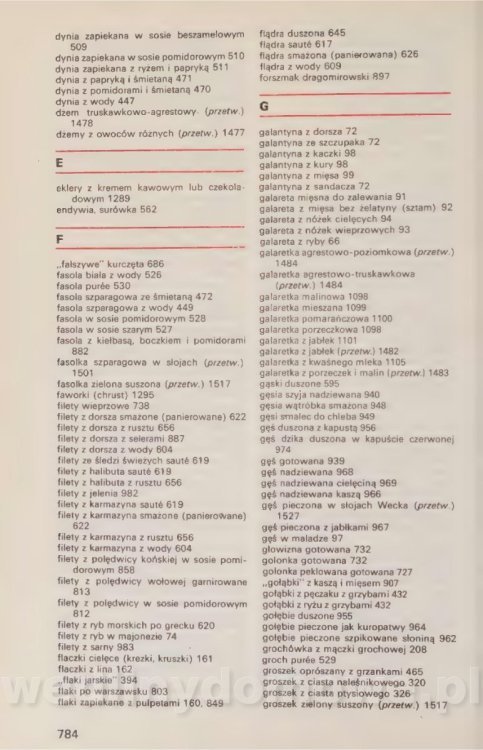 dynia zapiekana w sosie beszamelowym
509
dynia zapiekana w sosie pomidorowym 510
dynia zapiekana z ryżem i papryką 511
dynia z papryką i śmietaną 471
dynia z pomidorami i śmietaną 470
dynia z wody 447
dżem truskawkowo-agrestowy (przetw.)
1478
dżemy z owoców różnych (przetw.) 1477
E
eklery z kremem kawowym lub czekola-
dowym 1289
endywia, surówka 562
F
„fałszywe" kurczęta 686
fasola biała z wody 526
fasola purée 530
fasola szparagowa ze śmietaną 472
fasola szparagowa z wody 449
fasola w sosie pomidorowym 528
fasola w sosie szarym 527
fasola z kiełbasą, boczkiem i pomidorami
882
fasolka szparagowa w słojach (przetw.)
1501
fasolka zielona suszona (przetw.) 1517
faworki (chrust) 1295
filety wieprzowe 738
filety z dorsza smażone (panierowane) 622
filety z dorsza z rusztu 656
filety z dorsza z selerami 887
filety z dorsza z wody 604
filety ze śledzi świeżych sauté 619
filety z halibuta sauté 619
filety z halibuta z rusztu 656
filety z jelenia 982
filety z karmazyna sauté 619
filety z karmazyna smażone (panierowane)
622
filety z karmazyna z rusztu 656
filety z karmazyna z wody 604
filety z polędwicy końskiej w sosie pomi-
dorowym 858
filety z polędwicy wołowej garnirowane
813
filety z polędwicy w sosie pomidorowym
812
filety z ryb morskich po grecku 620
filety z ryb w majonezie 74
filety z sarny 983
flaczki cielęce (krezki, kruszki) 161
flaczki z lina 162
„flaki jarskie" 394
flaki po warszawsku 803
flaki zapiekane z pulpetami 160, 849
784
flądra duszona 645
flądra sauté 617
flądra smażona (panierowana) 626
flądra z wody 609
forszmak dragomirowski 897
G
galantyna z dorsza 72
galantyna ze szczupaka 72
galantyna z kaczki 98
galantyna z kury 98
galantyna z mięsa 99
galantyna z sandacza 72
galareta mięsna do zalewania 91
galareta z mięsa bez żelatyny (sztam) 92
galareta z nóżek cielęcych 94
galareta z nóżek wieprzowych 93
galareta z ryby 66
galaretka agrestowo-poziomkowa (przetw.)
1484
galaretka agrestowo-truskawkowa
(przetw.) 1484
galaretka malinowa 1098
galaretka mieszana 1099
galaretka pomarańczowa 1100
galaretka porzeczkowa 1098
galaretka z jabłek 1101
galaretka z jabłek (przetw.) 1482
galaretka z kwaśnego mleka 1105
galaretka z porzeczek i malin (przetw.) 1483
gąski duszone 595
gęsia szyja nadziewana 940
gęsia wątróbka smażona 948
gęsi smalec do chleba 949
gęś duszona z kapustą 956
gęś dzika duszona w kapuście czerwonej
974
gęś gotowana 939
gęś nadziewana 968
gęś nadziewana cielęciną 969
gęś nadziewana kaszą 966
gęś pieczona w słojach Wecka (przetw.)
1527
gęś pieczona z jabłkami 967
gęś w maladze 97
głowizna gotowana 732
golonka gotowana 732
golonka peklowana gotowana 727
„gołąbki" z kaszą i mięsem 907
gołąbki z pęczaku z grzybami 432
gołąbki z ryżu z grzybami 432
gołębie duszone 955
gołębie pieczone jak kuropatwy 964
gołębie pieczone szpikowane słoniną 962
grochówka z mączki grochowej 208
groch purée 529
groszek oprószany z grzankami 465
groszek z ciasta naleśnikowego 320
groszek z ciasta ptysiowego 326
groszek zielony suszony (przetw.) 1517